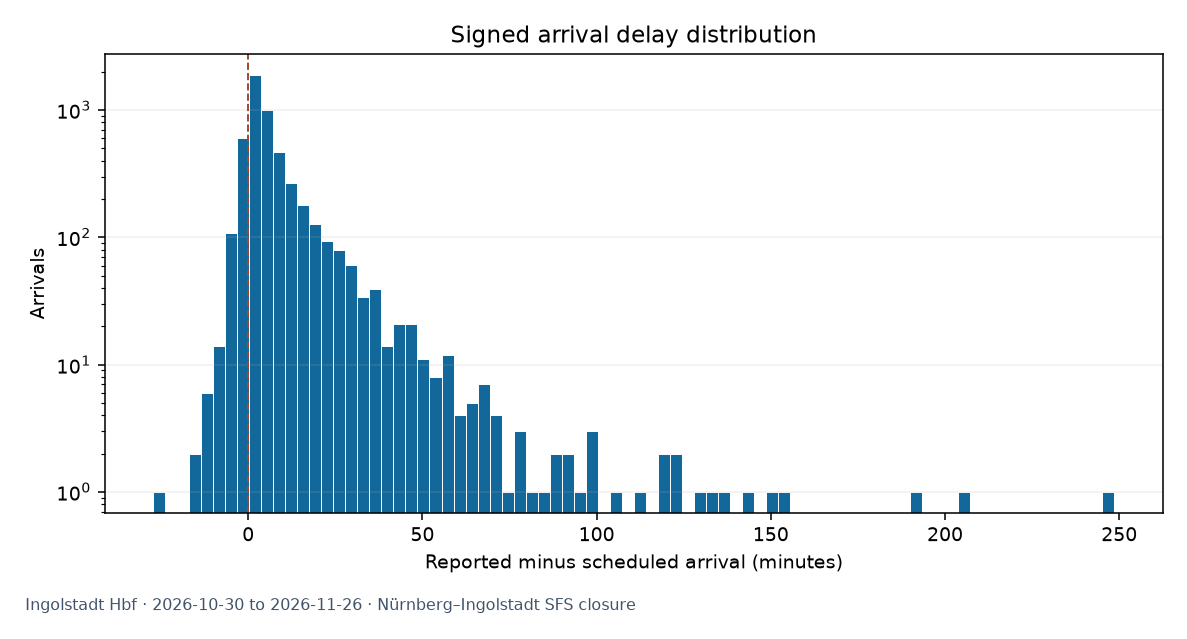 Signed arrival delay distribution
Arrivals
10³
10²
10¹
10⁰
0 50 100 150 200 250
Reported minus scheduled arrival (minutes)
Ingolstadt Hbf · 2026-10-30 to 2026-11-26 · Nürnberg–Ingolstadt SFS closure